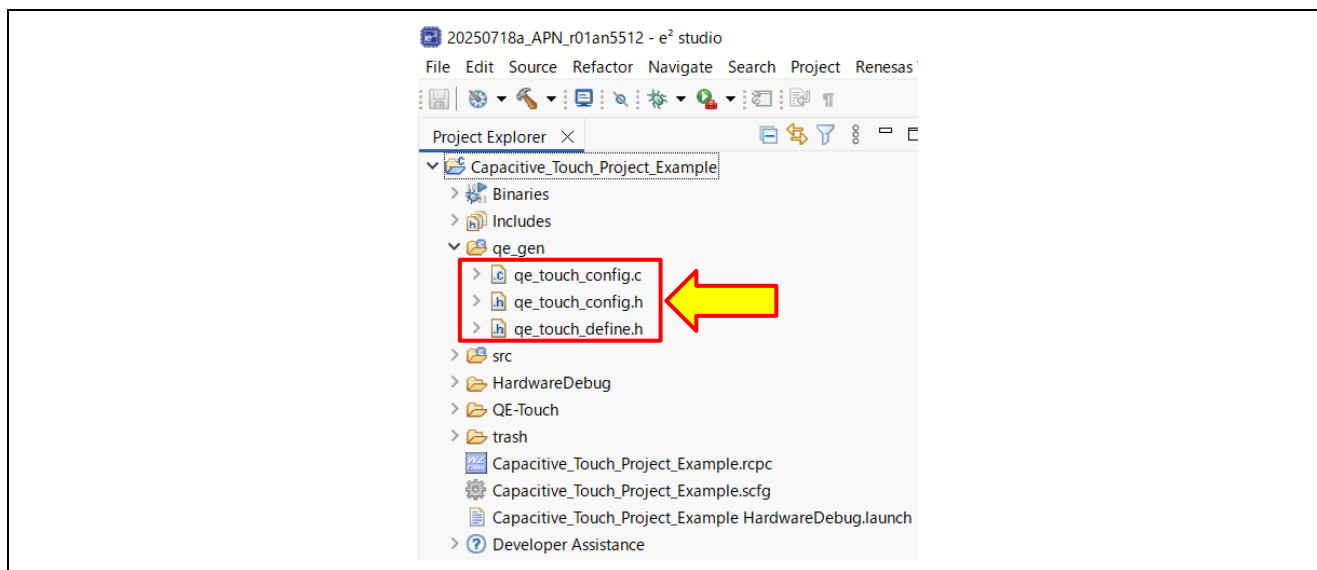 20250718a_APN_r01an5512 - e² studio
File Edit Source Refactor Navigate Search Project Renesas
Project Explorer
Capacitive_Touch_Project_Example
Binaries
Includes
qe_gen
qe_touch_config.c
qe_touch_config.h
qe_touch_define.h
src
HardwareDebug
QE-Touch
trash
Capacitive_Touch_Project_Example.rcpc
Capacitive_Touch_Project_Example.scfg
Capacitive_Touch_Project_Example HardwareDebug.launch
Developer Assistance